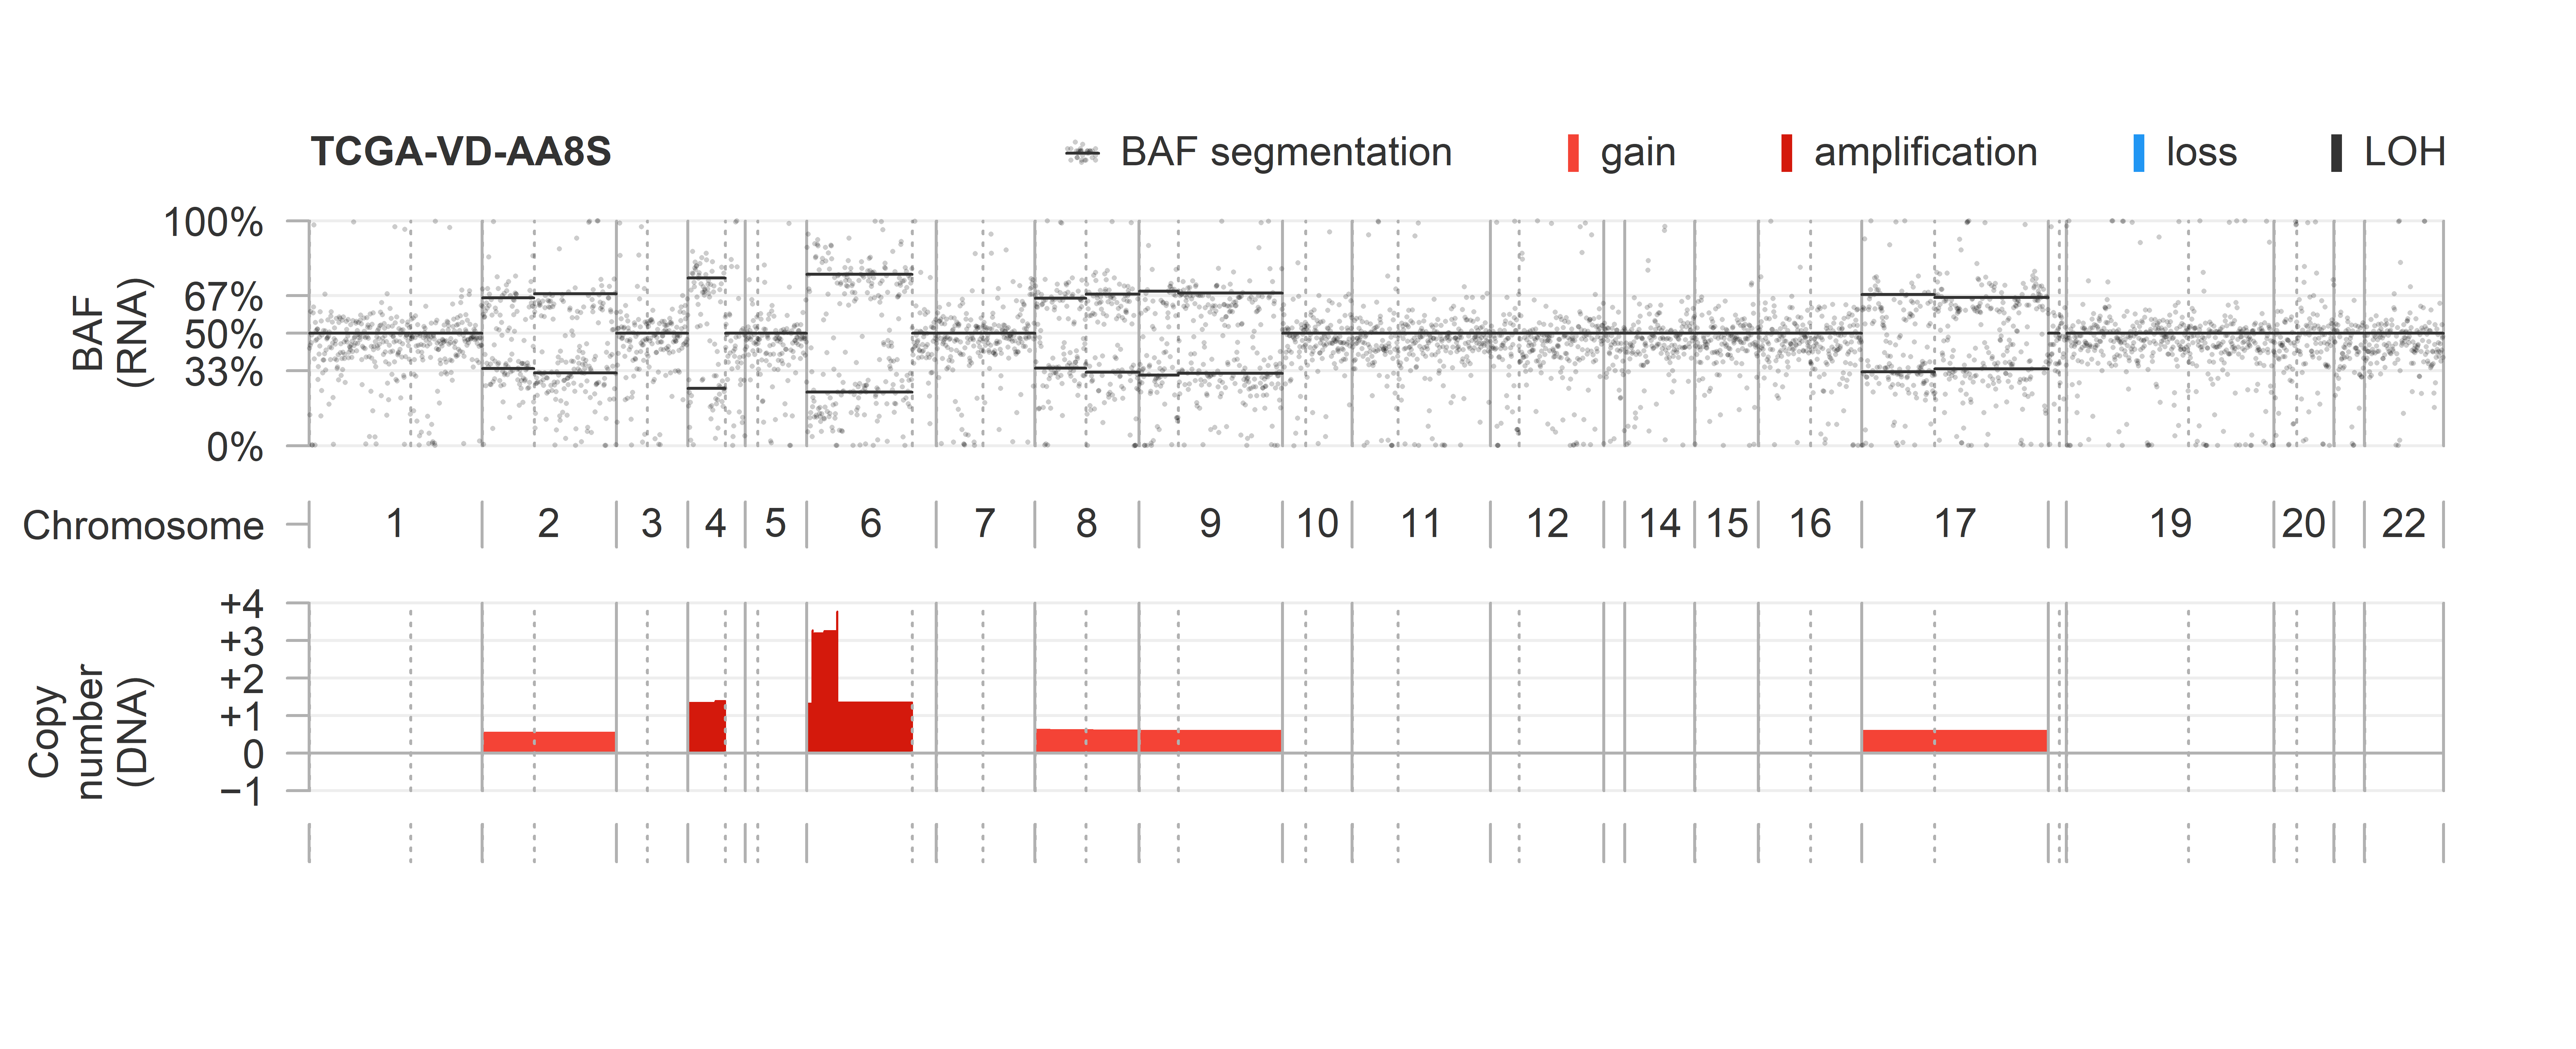 TCGA-VD-AA8S BAF segmentation gain amplification loss LOH
100%
67%
50%
33%
0%
BAF
(RNA)
Chromosome 1 2 3 4 5 6 7 8 9 10 11 12 14 15 16 17 19 20 22
+4
+3
+2
+1
0
−1
Copy
number
(DNA)